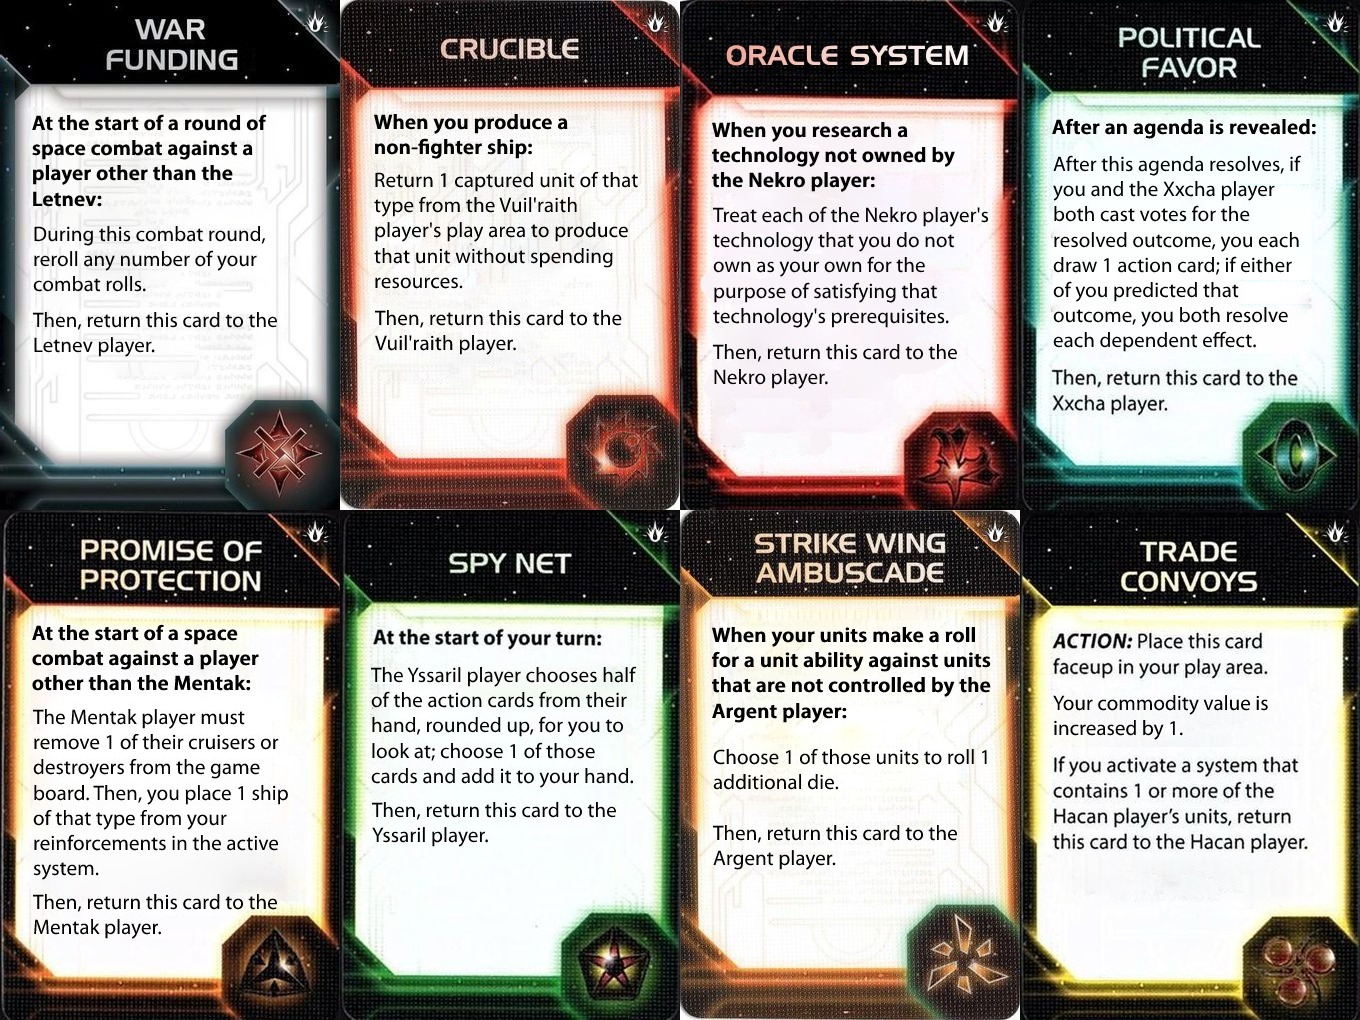 WAR
FUNDING
At the start of a round of
space combat against a
player other than the
Letnev:
During this combat round,
reroll any number of your
combat rolls.
Then, return this card to the
Letnev player.
CRUCIBLE
When you produce a
non-fighter ship:
Return 1 captured unit of that
type from the Vuil'raith
player's play area to produce
that unit without spending
resources.
Then, return this card to the
Vuil'raith player.
ORACLE SYSTEM
When you research a
technology not owned by
the Nekro player:
Treat each of the Nekro player's
technology that you do not
own as your own for the
purpose of satisfying that
technology's prerequisites.
Then, return this card to the
Nekro player.
POLITICAL
FAVOR
After an agenda is revealed:
After this agenda resolves, if
you and the Xxcha player
both cast votes for the
resolved outcome, you each
draw 1 action card; if either
of you predicted that
outcome, you both resolve
each dependent effect.
Then, return this card to the
Xxcha player.
PROMISE OF
PROTECTION
At the start of a space
combat against a player
other than the Mentak:
The Mentak player must
remove 1 of their cruisers or
destroyers from the game
board. Then, you place 1 ship
of that type from your
reinforcements in the active
system.
Then, return this card to the
Mentak player.
SPY NET
At the start of your turn:
The Yssaril player chooses half
of the action cards from their
hand, rounded up, for you to
look at; choose 1 of those
cards and add it to your hand.
Then, return this card to the
Yssaril player.
STRIKE WING
AMBUSCADE
When your units make a roll
for a unit ability against units
that are not controlled by the
Argent player:
Choose 1 of those units to roll 1
additional die.
Then, return this card to the
Argent player.
TRADE
CONVOYS
ACTION: Place this card
faceup in your play area.
Your commodity value is
increased by 1.
If you activate a system that
contains 1 or more of the
Hacan player's units, return
this card to the Hacan player.